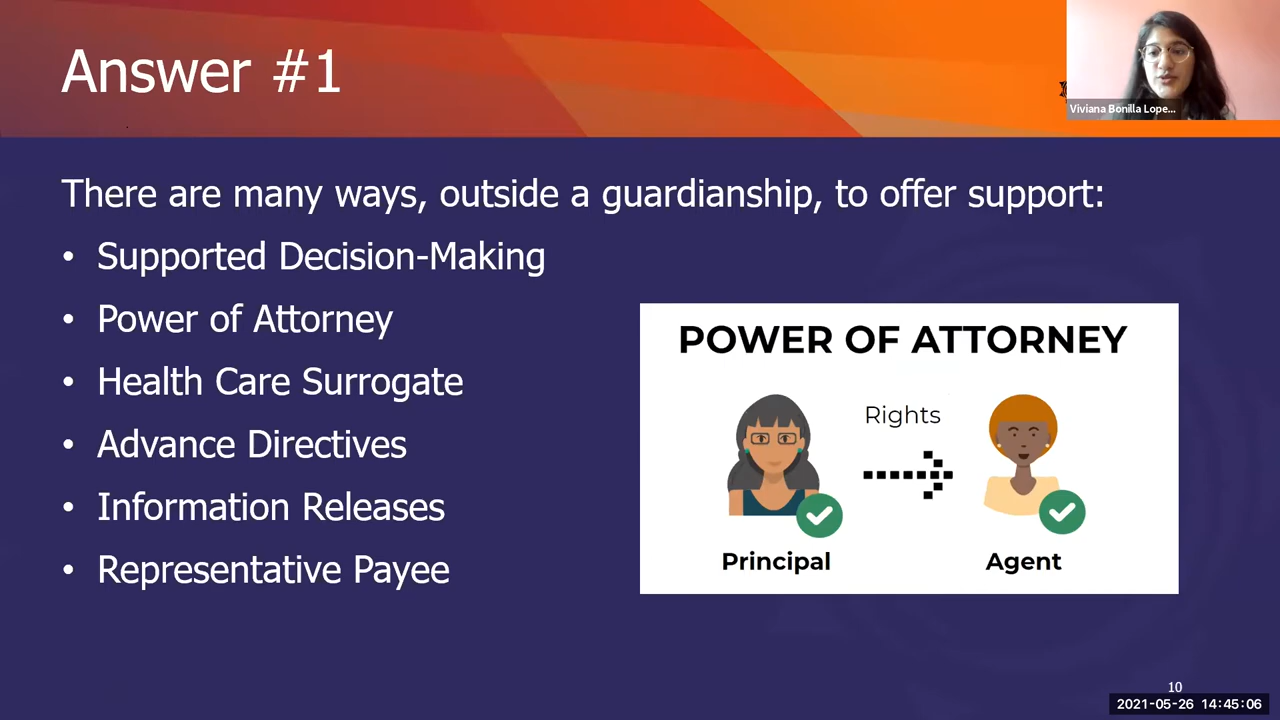 Answer #1
Viviana Bonilla Lope...
There are many ways, outside a guardianship, to offer support:
• Supported Decision-Making
• Power of Attorney
• Health Care Surrogate
• Advance Directives
• Information Releases
• Representative Payee
POWER OF ATTORNEY
Rights
Principal
Agent
10
2021-05-26 14:45:06